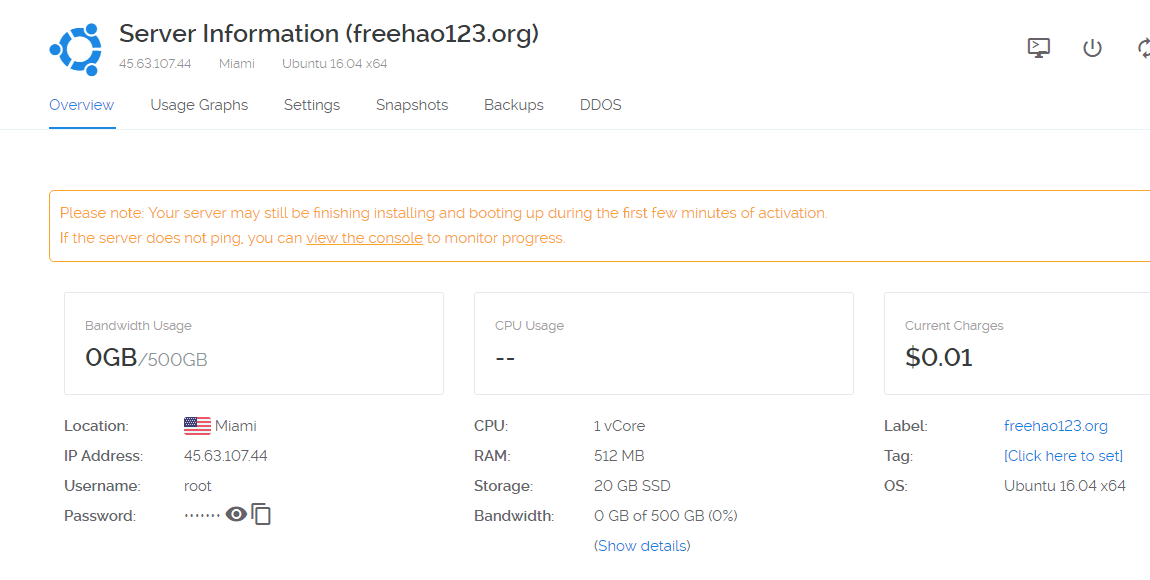 Server Information (freehao123.org)
45.63.107.44 Miami Ubuntu 16.04 x64
Overview Usage Graphs Settings Snapshots Backups DDOS
Please note: Your server may still be finishing installing and booting up during the first few minutes of activation.
If the server does not ping, you can view the console to monitor progress.
Bandwidth Usage CPU Usage Current Charges
0GB/500GB -- $0.01
Location: Miami CPU: 1 vCore Label: freehao123.org
IP Address: 45.63.107.44 RAM: 512 MB Tag: [Click here to set]
Username: root Storage: 20 GB SSD OS: Ubuntu 16.04 x64
Password: ······· Bandwidth: 0 GB of 500 GB (0%)
(Show details)